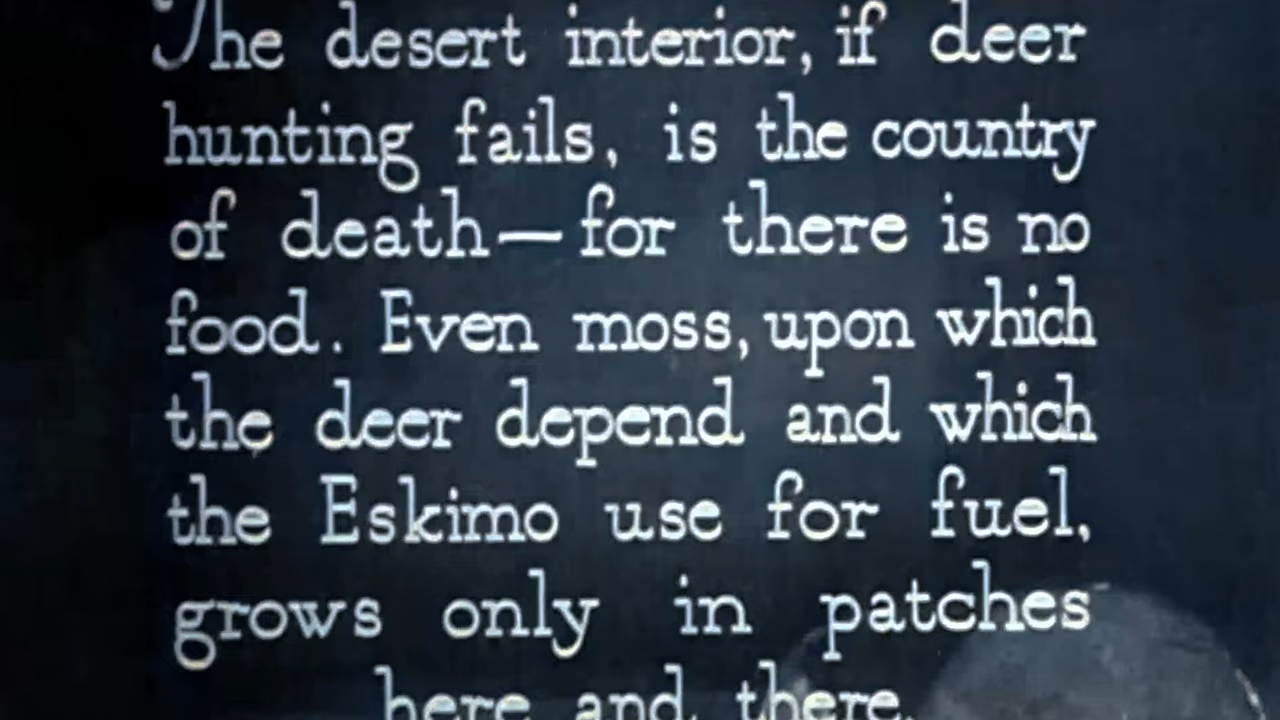 The desert interior, if deer
hunting fails, is the country
of death—for there is no
food. Even moss, upon which
the deer depend and which
the Eskimo use for fuel,
grows only in patches
here and there.